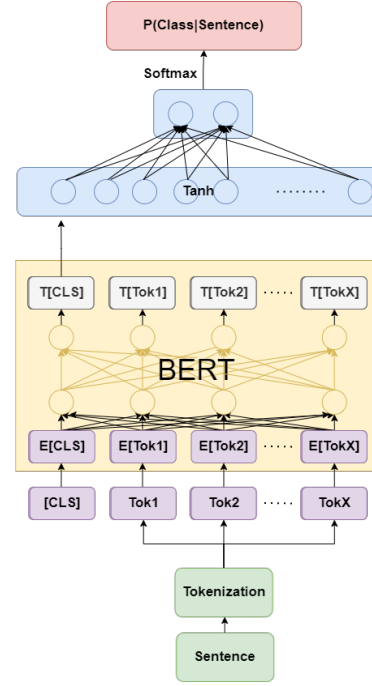 P(Class|Sentence)
Softmax
Tanh
........
T[CLS] T[Tok1] T[Tok2] ..... T[TokX]
BERT
E[CLS] E[Tok1] E[Tok2] ..... E[TokX]
[CLS] Tok1 Tok2 ..... TokX
Tokenization
Sentence